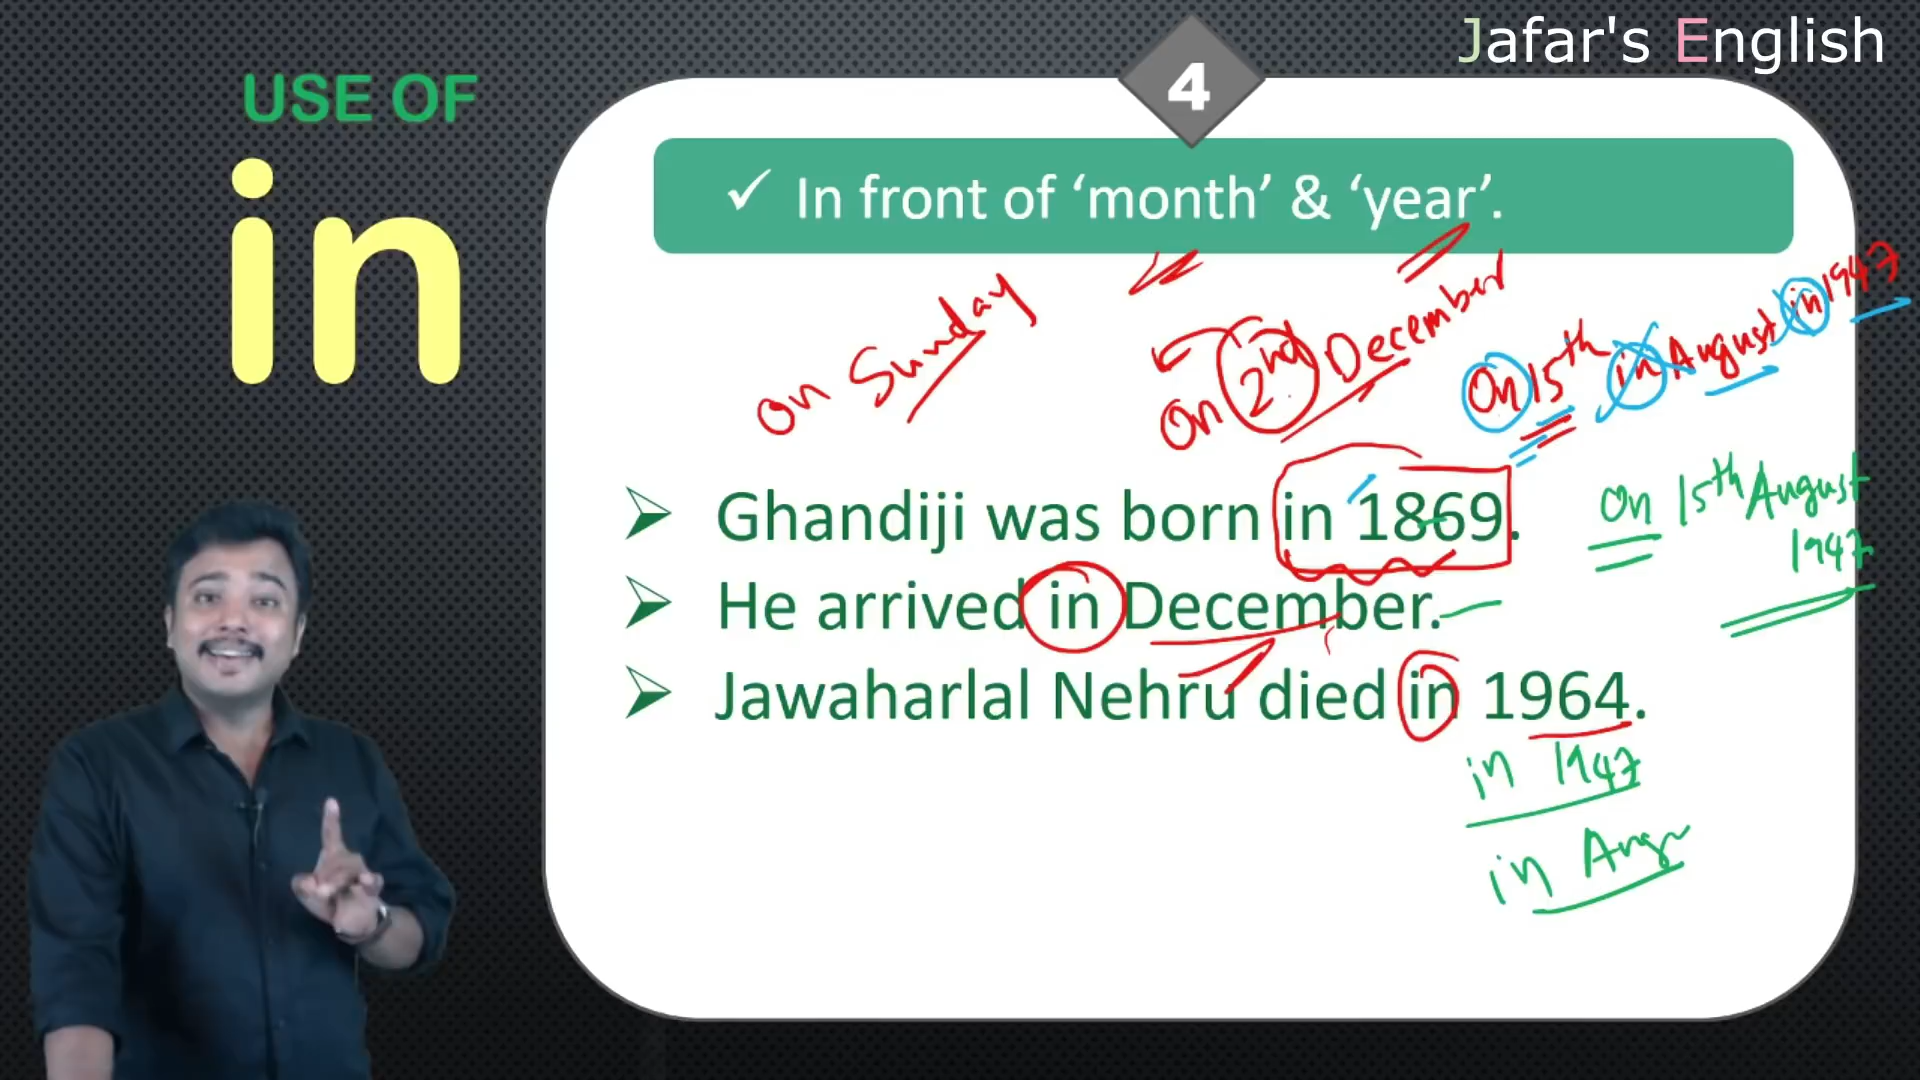 Jafar's English
USE OF
in
4
✓ In front of ‘month’ & ‘year’.
on Sunday
On 2nd December
On 15th in August in 1947
➢ Ghandiji was born in 1869.
On 15th August
1947
➢ He arrived in December.
➢ Jawaharlal Nehru died in 1964.
in 1947
in Aug